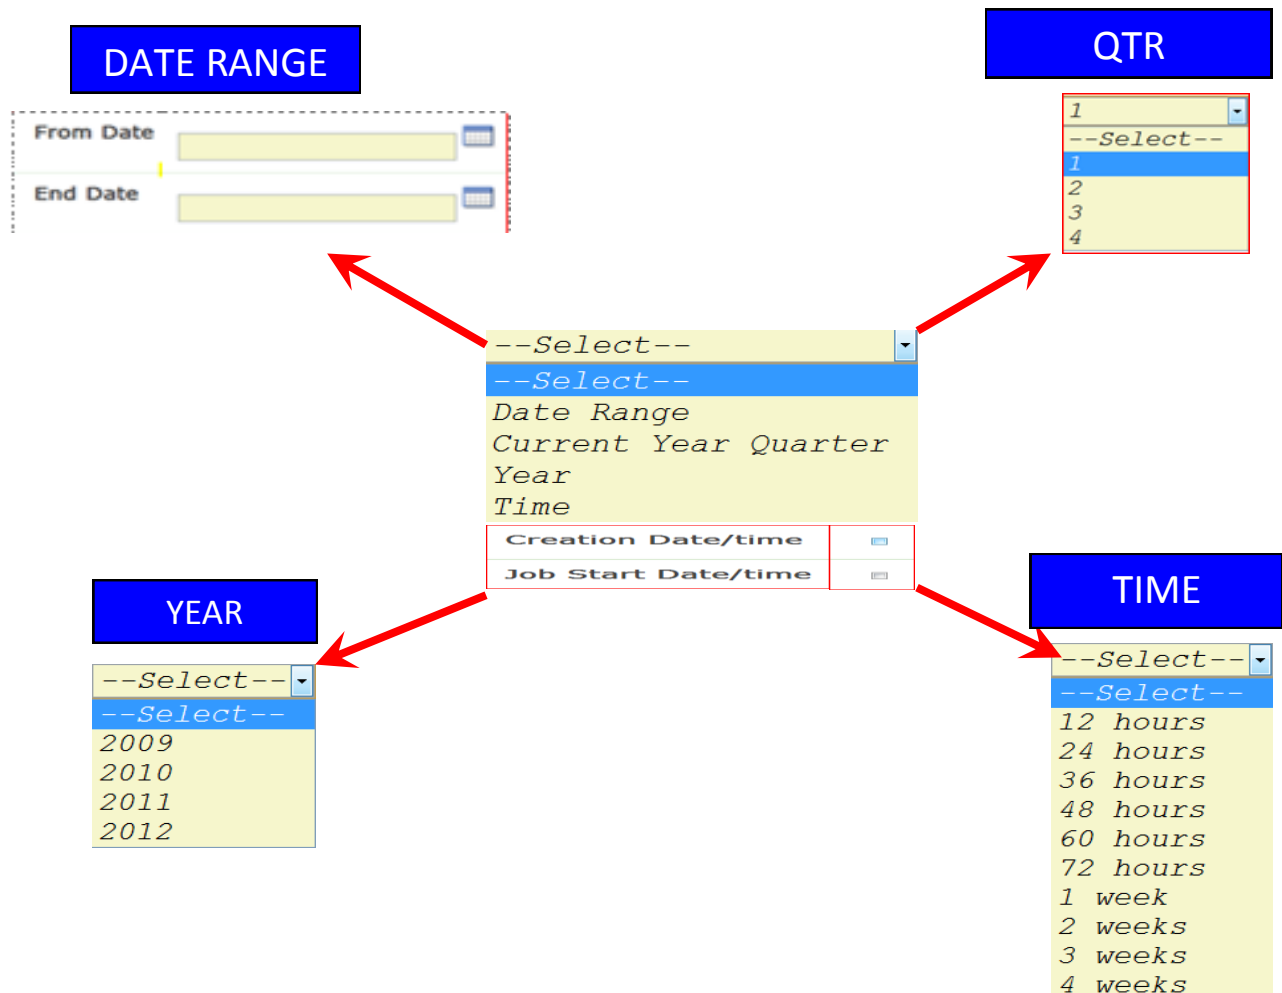 DATE RANGE
From Date
End Date
QTR
1
--Select--
1
2
3
4
--Select--
--Select--
Date Range
Current Year Quarter
Year
Time
Creation Date/time
Job Start Date/time
YEAR
--Select--
--Select--
2009
2010
2011
2012
TIME
--Select--
--Select--
12 hours
24 hours
36 hours
48 hours
60 hours
72 hours
1 week
2 weeks
3 weeks
4 weeks